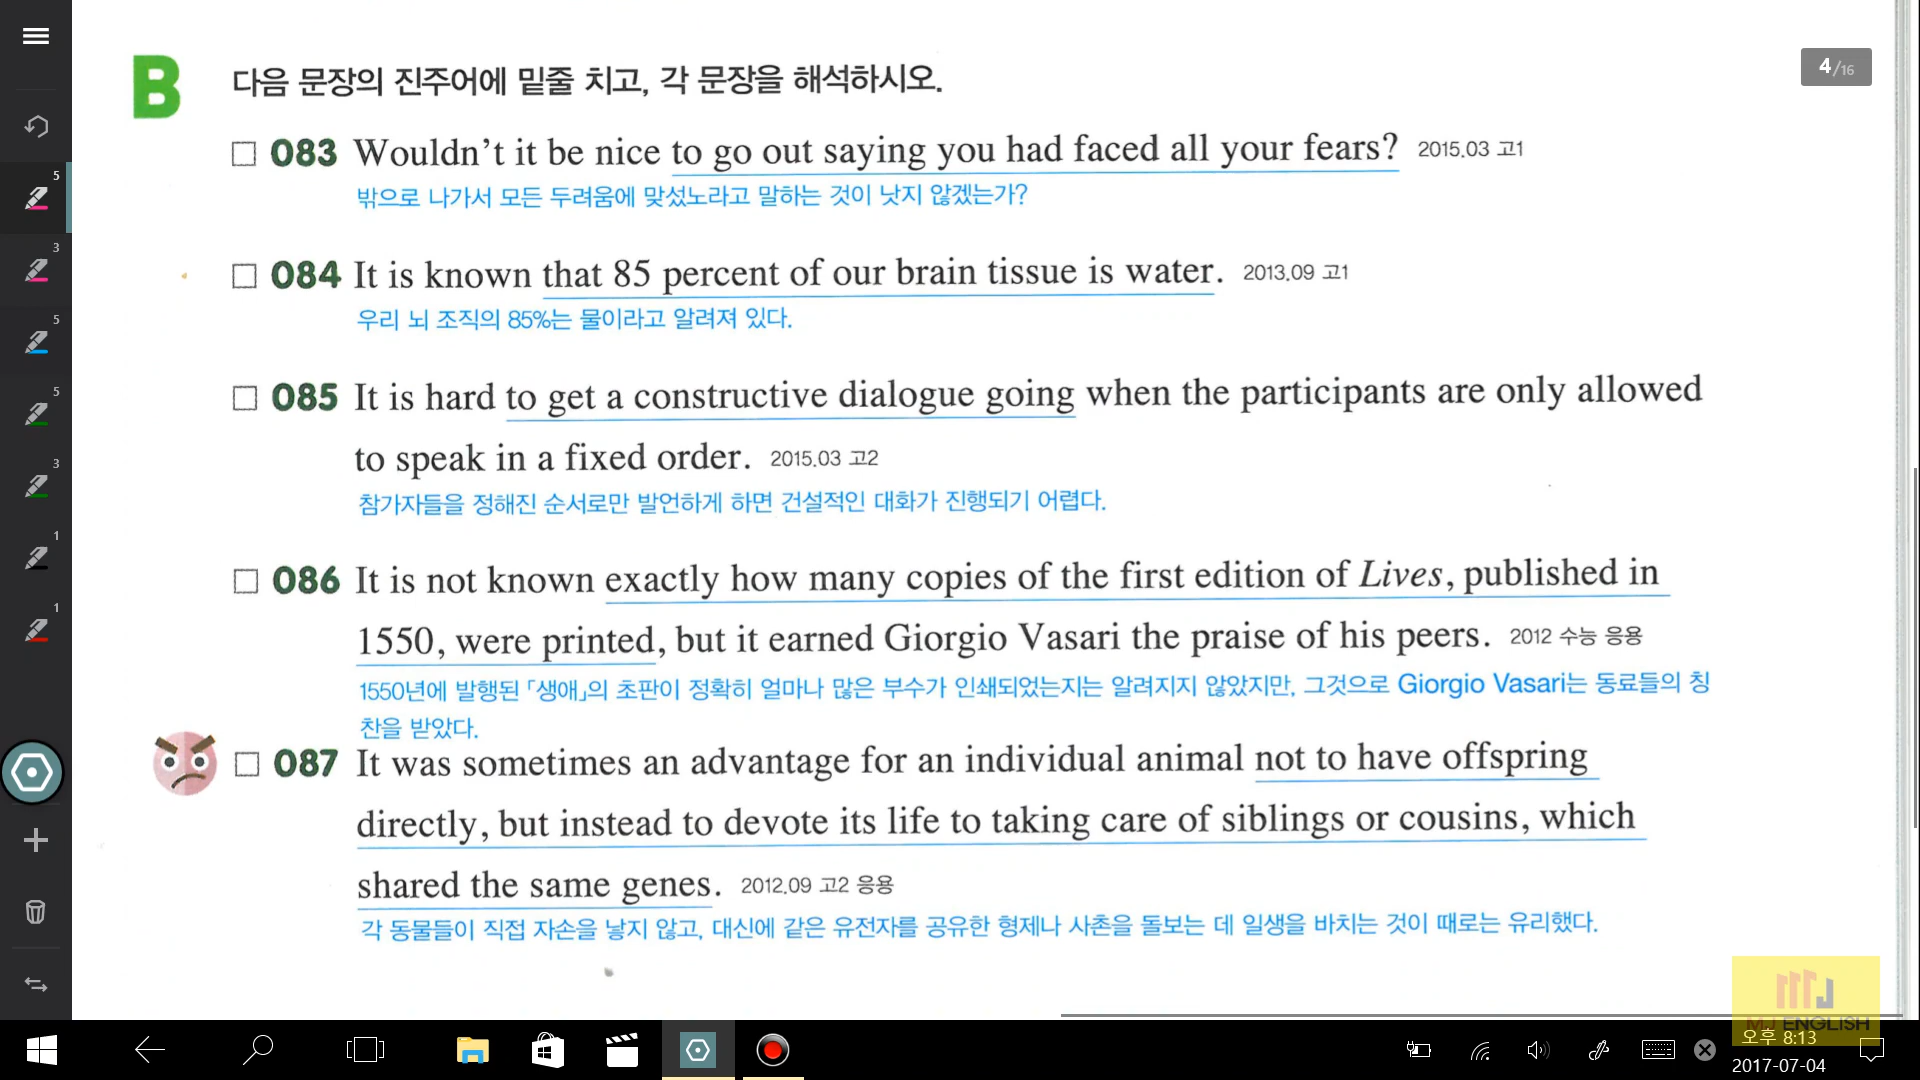 4/16
B 다음 문장의 진주어에 밑줄 치고, 각 문장을 해석하시오.
083 Wouldn't it be nice to go out saying you had faced all your fears? 2015.03 고1
밖으로 나가서 모든 두려움에 맞섰노라고 말하는 것이 낫지 않겠는가?
084 It is known that 85 percent of our brain tissue is water. 2013.09 고1
우리 뇌 조직의 85%는 물이라고 알려져 있다.
085 It is hard to get a constructive dialogue going when the participants are only allowed
to speak in a fixed order. 2015.03 고2
참가자들을 정해진 순서로만 발언하게 하면 건설적인 대화가 진행되기 어렵다.
086 It is not known exactly how many copies of the first edition of Lives, published in
1550, were printed, but it earned Giorgio Vasari the praise of his peers. 2012 수능 응용
1550년에 발행된 「생애」의 초판이 정확히 얼마나 많은 부수가 인쇄되었는지는 알려지지 않았지만, 그것으로 Giorgio Vasari는 동료들의 칭
찬을 받았다.
087 It was sometimes an advantage for an individual animal not to have offspring
directly, but instead to devote its life to taking care of siblings or cousins, which
shared the same genes. 2012.09 고2 응용
각 동물들이 직접 자손을 낳지 않고, 대신에 같은 유전자를 공유한 형제나 사촌을 돌보는 데 일생을 바치는 것이 때로는 유리했다.
5
3
5
5
3
1
1
MJ ENGLISH
오후 8:13
2017-07-04